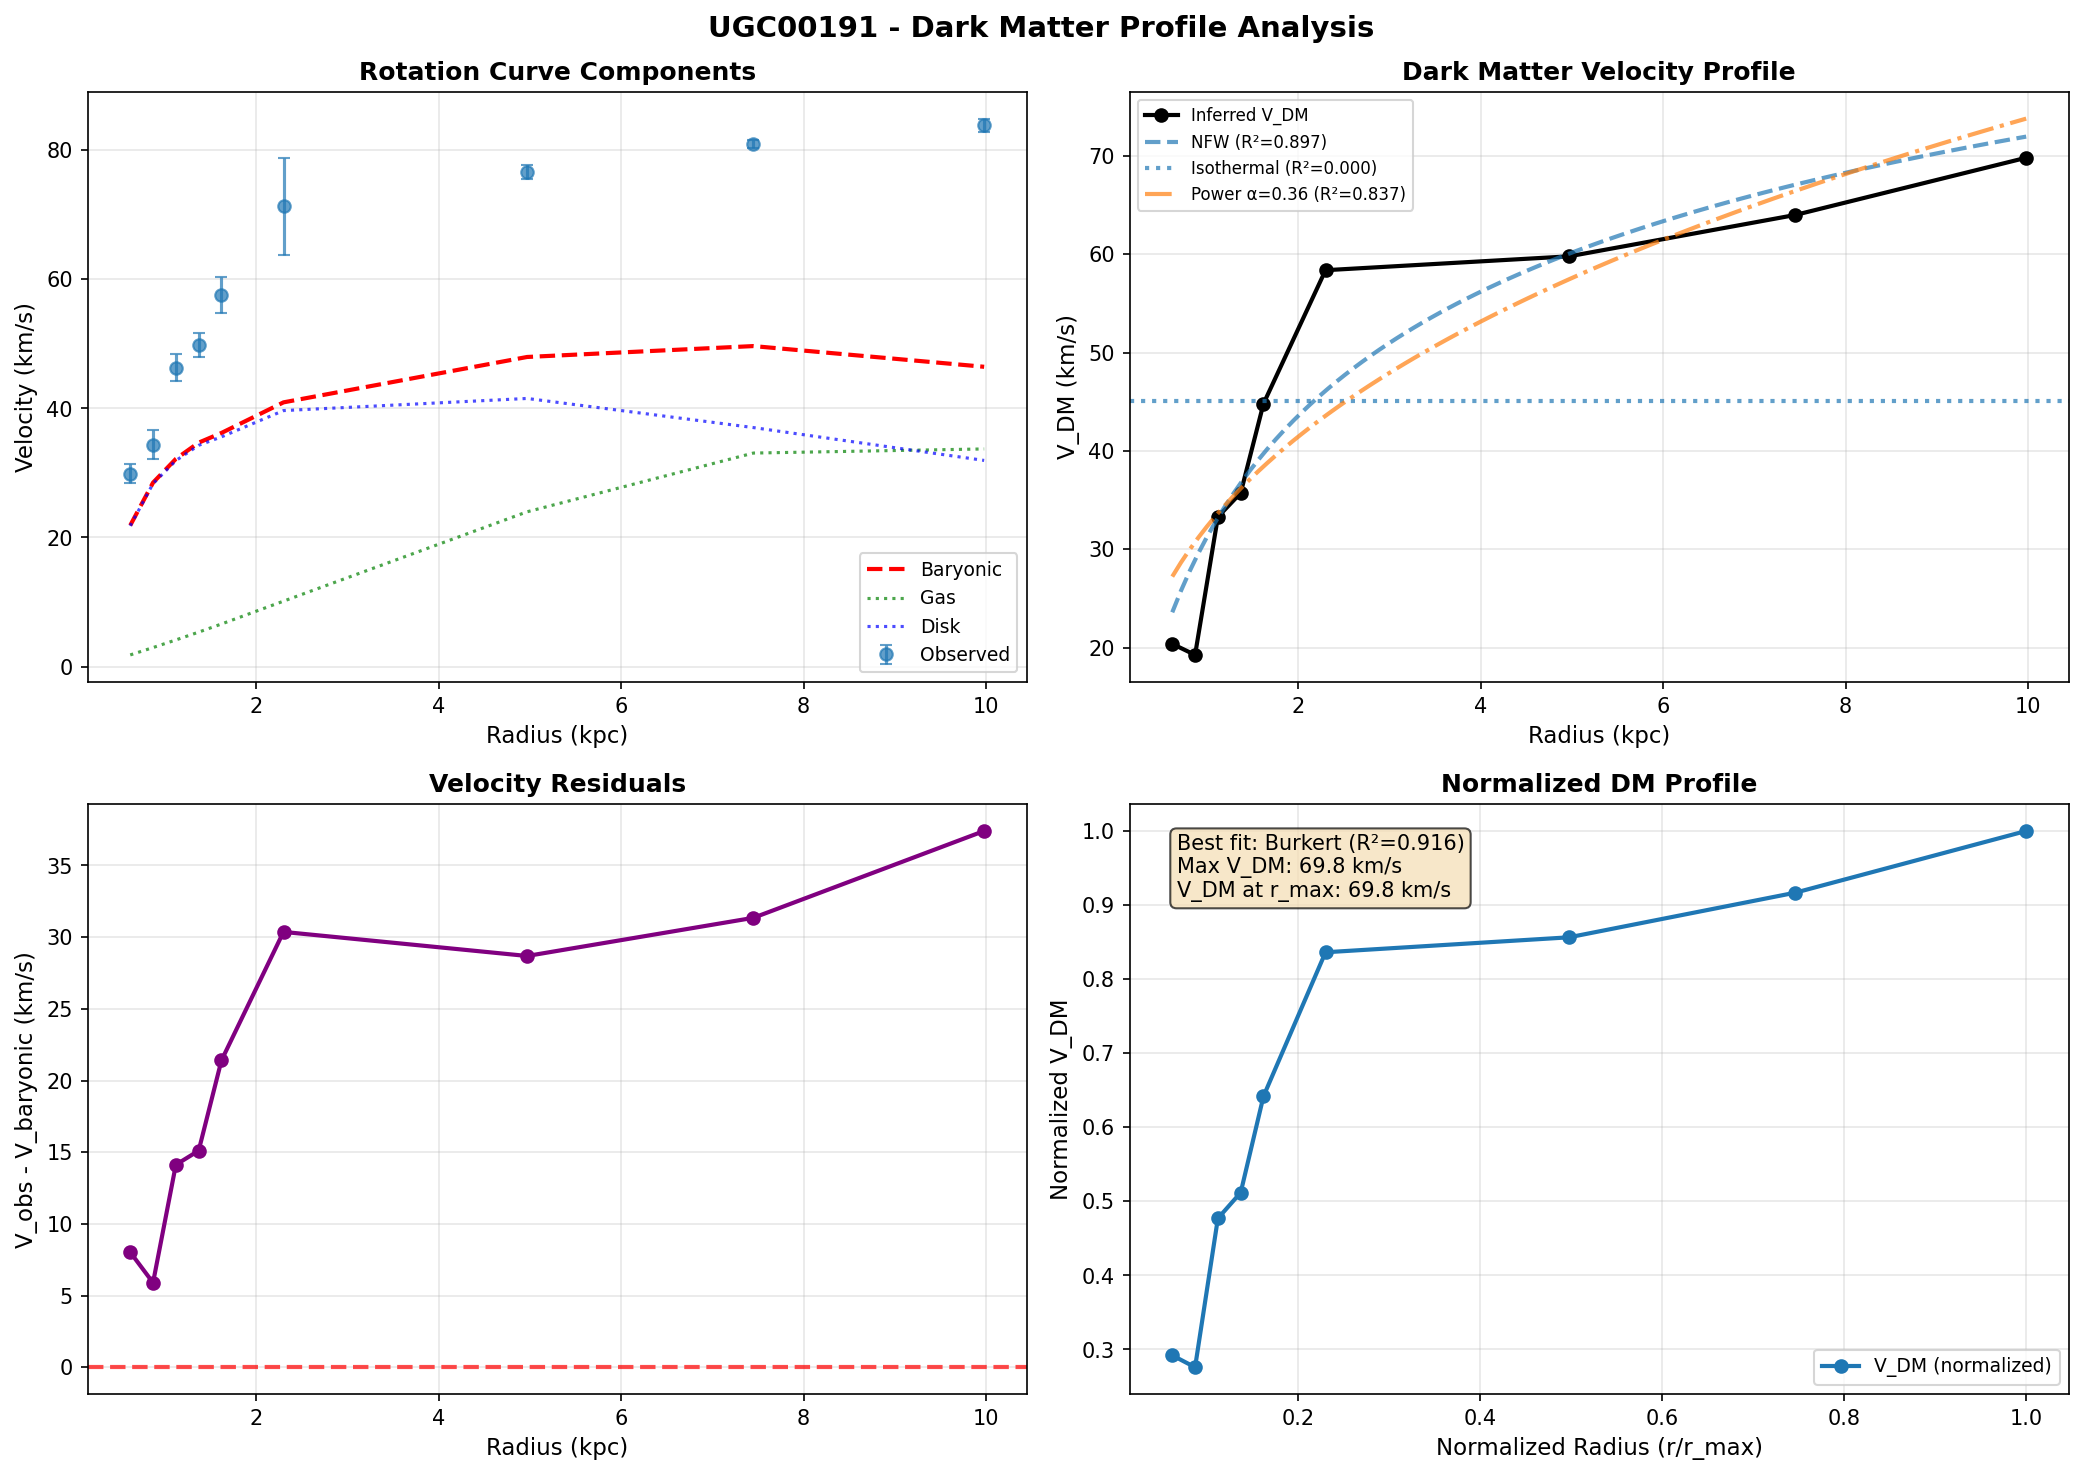 UGC00191 - Dark Matter Profile Analysis
Rotation Curve Components
Velocity (km/s)
80
60
40
20
0
Baryonic
Gas
Disk
Observed
2
4
6
8
10
Radius (kpc)
Dark Matter Velocity Profile
V_DM (km/s)
70
60
50
40
30
20
Inferred V_DM
NFW (R²=0.897)
Isothermal (R²=0.000)
Power α=0.36 (R²=0.837)
2
4
6
8
10
Radius (kpc)
Velocity Residuals
V_obs - V_baryonic (km/s)
35
30
25
20
15
10
5
0
2
4
6
8
10
Radius (kpc)
Normalized DM Profile
Normalized V_DM
1.0
0.9
0.8
0.7
0.6
0.5
0.4
0.3
Best fit: Burkert (R²=0.916)
Max V_DM: 69.8 km/s
V_DM at r_max: 69.8 km/s
V_DM (normalized)
0.2
0.4
0.6
0.8
1.0
Normalized Radius (r/r_max)